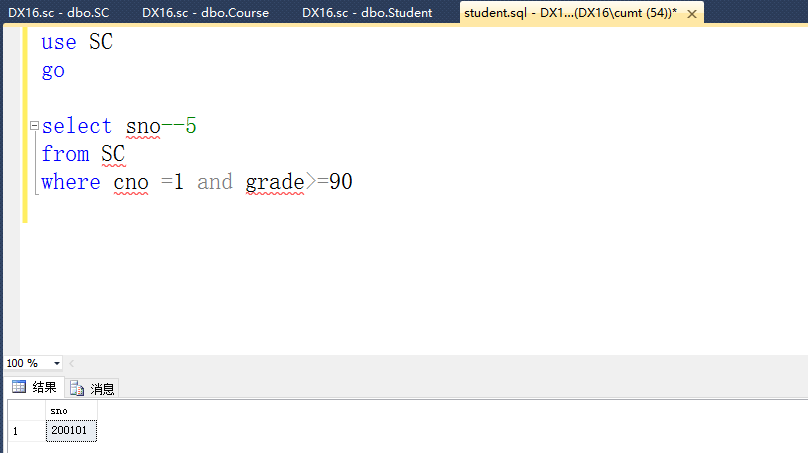 DX16.sc - dbo.SC DX16.sc - dbo.Course DX16.sc - dbo.Student student.sql - DX1...(DX16\cumt (54))*
use SC
go
select sno--5
from SC
where cno =1 and grade>=90
100 %
结果 消息
sno
1 200101